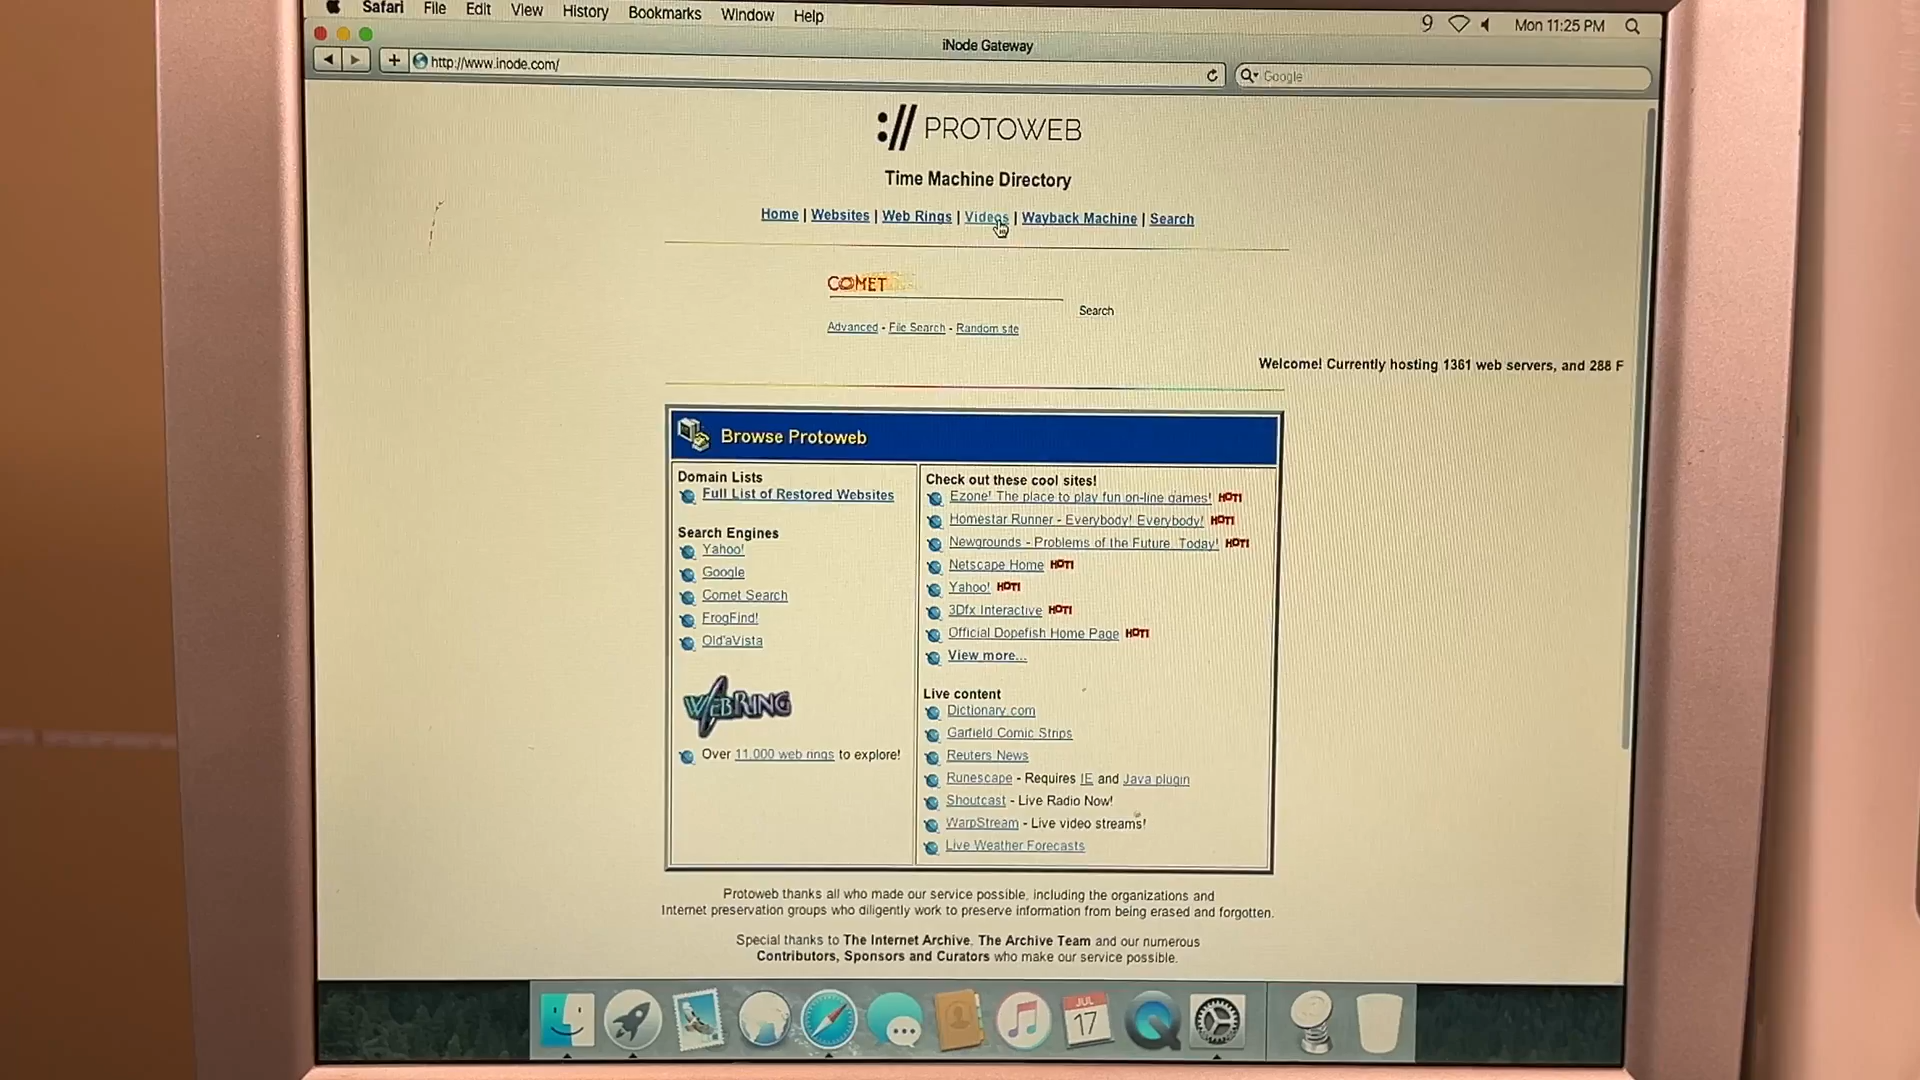 Safari File Edit View History Bookmarks Window Help
9 Mon 11:25 PM
iNode Gateway
http://www.inode.com/
Google
:// PROTOWEB
Time Machine Directory
Home | Websites | Web Rings | Videos | Wayback Machine | Search
COMET
Search
Advanced - File Search - Random site
Welcome! Currently hosting 1361 web servers, and 288 F
Browse Protoweb
Domain Lists
Full List of Restored Websites
Search Engines
Yahoo!
Google
Comet Search
FrogFind!
Old'aVista
WEBRING
Over 11,000 web rings to explore!
Check out these cool sites!
Ezone! The place to play fun on-line games! HOT!
Homestar Runner - Everybody! Everybody! HOT!
Newgrounds - Problems of the Future, Today! HOT!
Netscape Home HOT!
Yahoo! HOT!
3Dfx Interactive HOT!
Official Dopefish Home Page HOT!
View more...
Live content
Dictionary.com
Garfield Comic Strips
Reuters News
Runescape - Requires IE and Java plugin
Shoutcast - Live Radio Now!
WarpStream - Live video streams!
Live Weather Forecasts
Protoweb thanks all who made our service possible, including the organizations and
Internet preservation groups who diligently work to preserve information from being erased and forgotten.
Special thanks to The Internet Archive, The Archive Team and our numerous
Contributors, Sponsors and Curators who make our service possible.
JUL
17